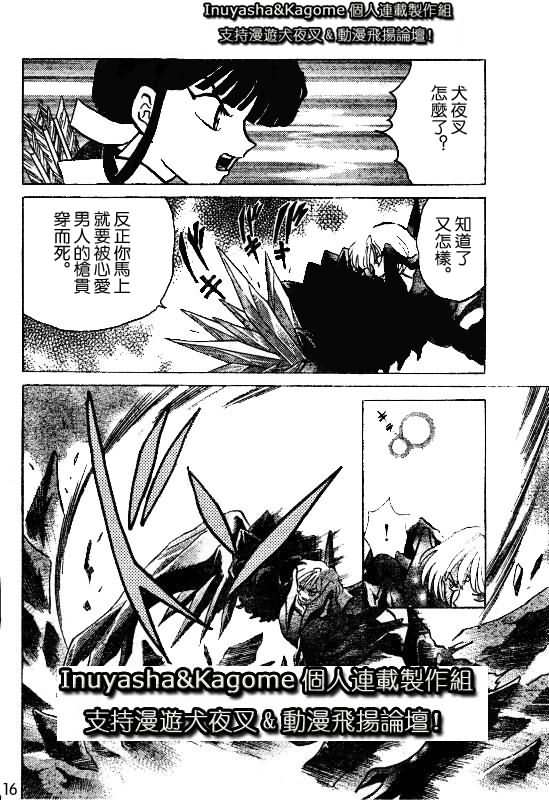 Inuyasha&Kagome 個人連載製作組
支持漫遊犬夜叉 & 動漫飛揚論壇!
犬夜叉
怎麼了?
知道了
又怎樣。
反正你馬上
就要被心愛
男人的槍貫
穿而死。
!
Inuyasha&Kagome 個人連載製作組
支持漫遊犬夜叉 & 動漫飛揚論壇!
16